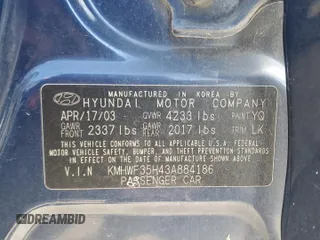 MANUFACTURED IN KOREA BY
HYUNDAI MOTOR COMPANY
APR/17/03 GVWR 4233 lbs PAINT YQ
GAWR FRONT 2337 lbs GAWR REAR 2017 lbs TRIM LK
THIS VEHICLE CONFORMS TO ALL APPLICABLE FEDERAL
MOTOR VEHICLE SAFETY, BUMPER, AND THEFT PREVENTION
STANDARDS IN EFFECT ON THE DATE OF MANUFACTURE
SHOWN ABOVE
V.I.N KMHWF35H43A884186
PASSENGER CAR
DREAMBID